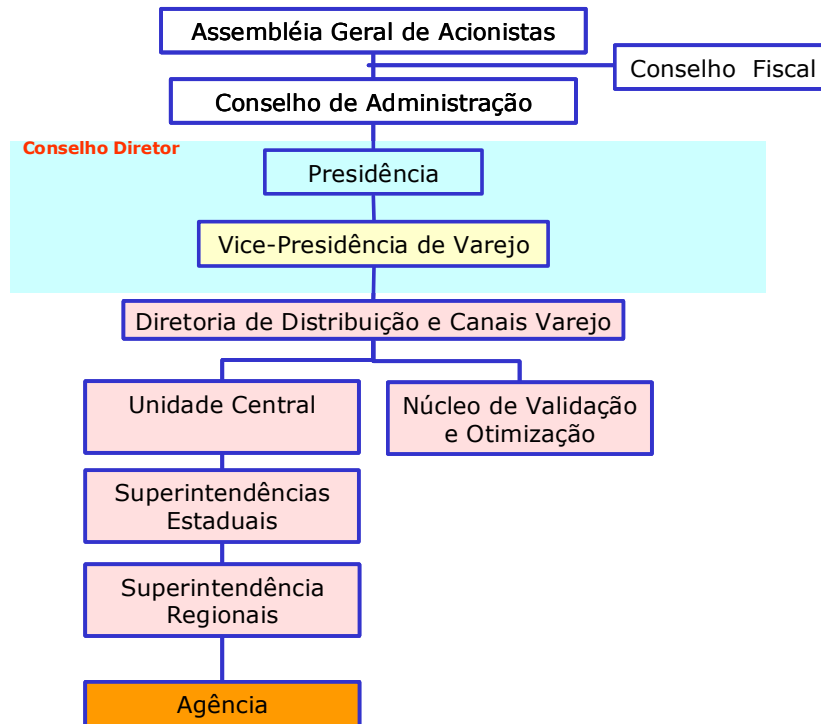 Assembléia Geral de Acionistas
Conselho Fiscal
Conselho de Administração
Conselho Diretor
Presidência
Vice-Presidência de Varejo
Diretoria de Distribuição e Canais Varejo
Unidade Central
Núcleo de Validação
e Otimização
Superintendências
Estaduais
Superintendência
Regionais
Agência